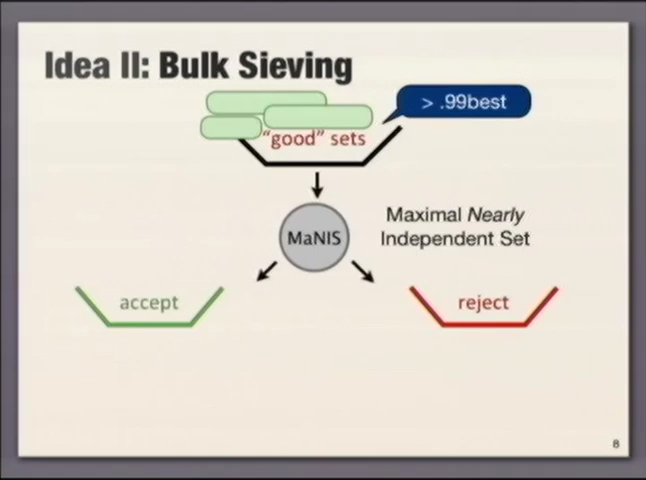 Idea II: Bulk Sieving
> .99best
"good" sets
MaNIS
Maximal Nearly
Independent Set
accept
reject
8